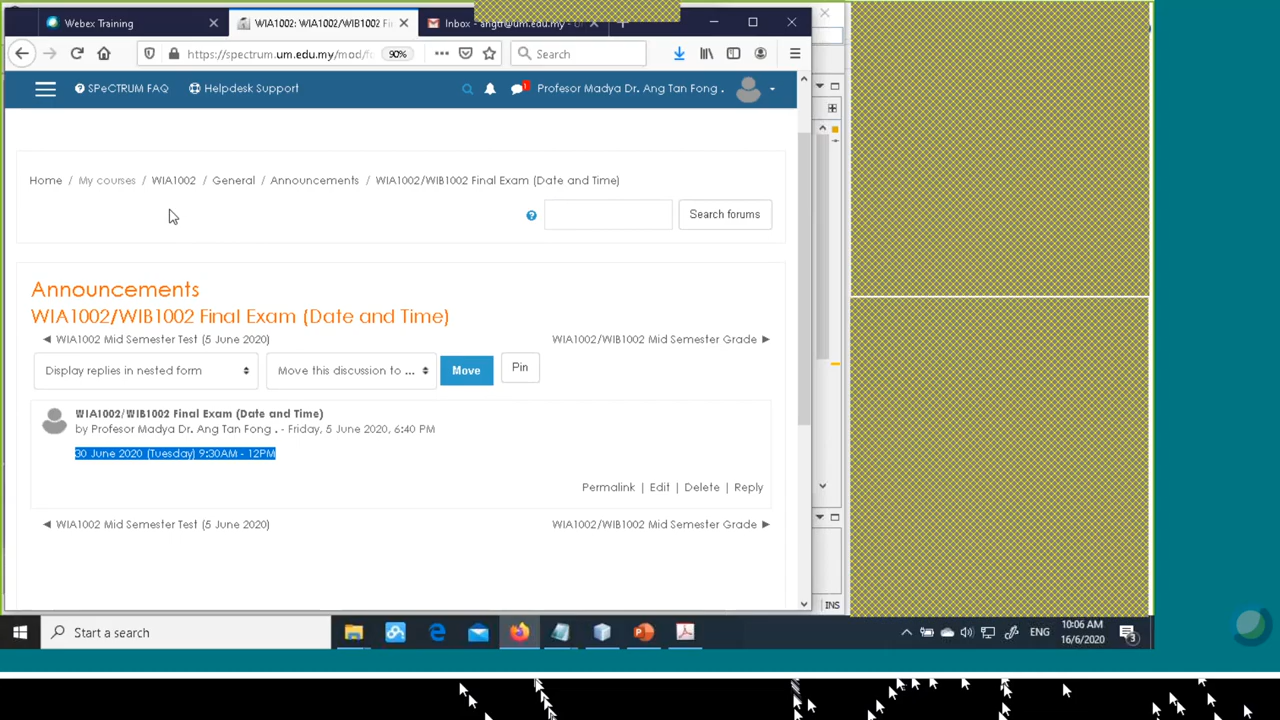 Webex Training
WIA1002: WIA1002/WIB1002 Fi
Inbox - angtf@um.edu.my -
https://spectrum.um.edu.my/mod/f
90%
Search
SPeCTRUM FAQ
Helpdesk Support
1
Profesor Madya Dr. Ang Tan Fong .
Home / My courses / WIA1002 / General / Announcements / WIA1002/WIB1002 Final Exam (Date and Time)
Search forums
Announcements
WIA1002/WIB1002 Final Exam (Date and Time)
◀ WIA1002 Mid Semester Test (5 June 2020)
WIA1002/WIB1002 Mid Semester Grade ▶
Display replies in nested form
Move this discussion to ...
Move
Pin
WIA1002/WIB1002 Final Exam (Date and Time)
by Profesor Madya Dr. Ang Tan Fong . - Friday, 5 June 2020, 6:40 PM
30 June 2020 (Tuesday) 9:30AM - 12PM
Permalink | Edit | Delete | Reply
◀ WIA1002 Mid Semester Test (5 June 2020)
WIA1002/WIB1002 Mid Semester Grade ▶
INS
Start a search
ENG
10:06 AM
16/6/2020
3